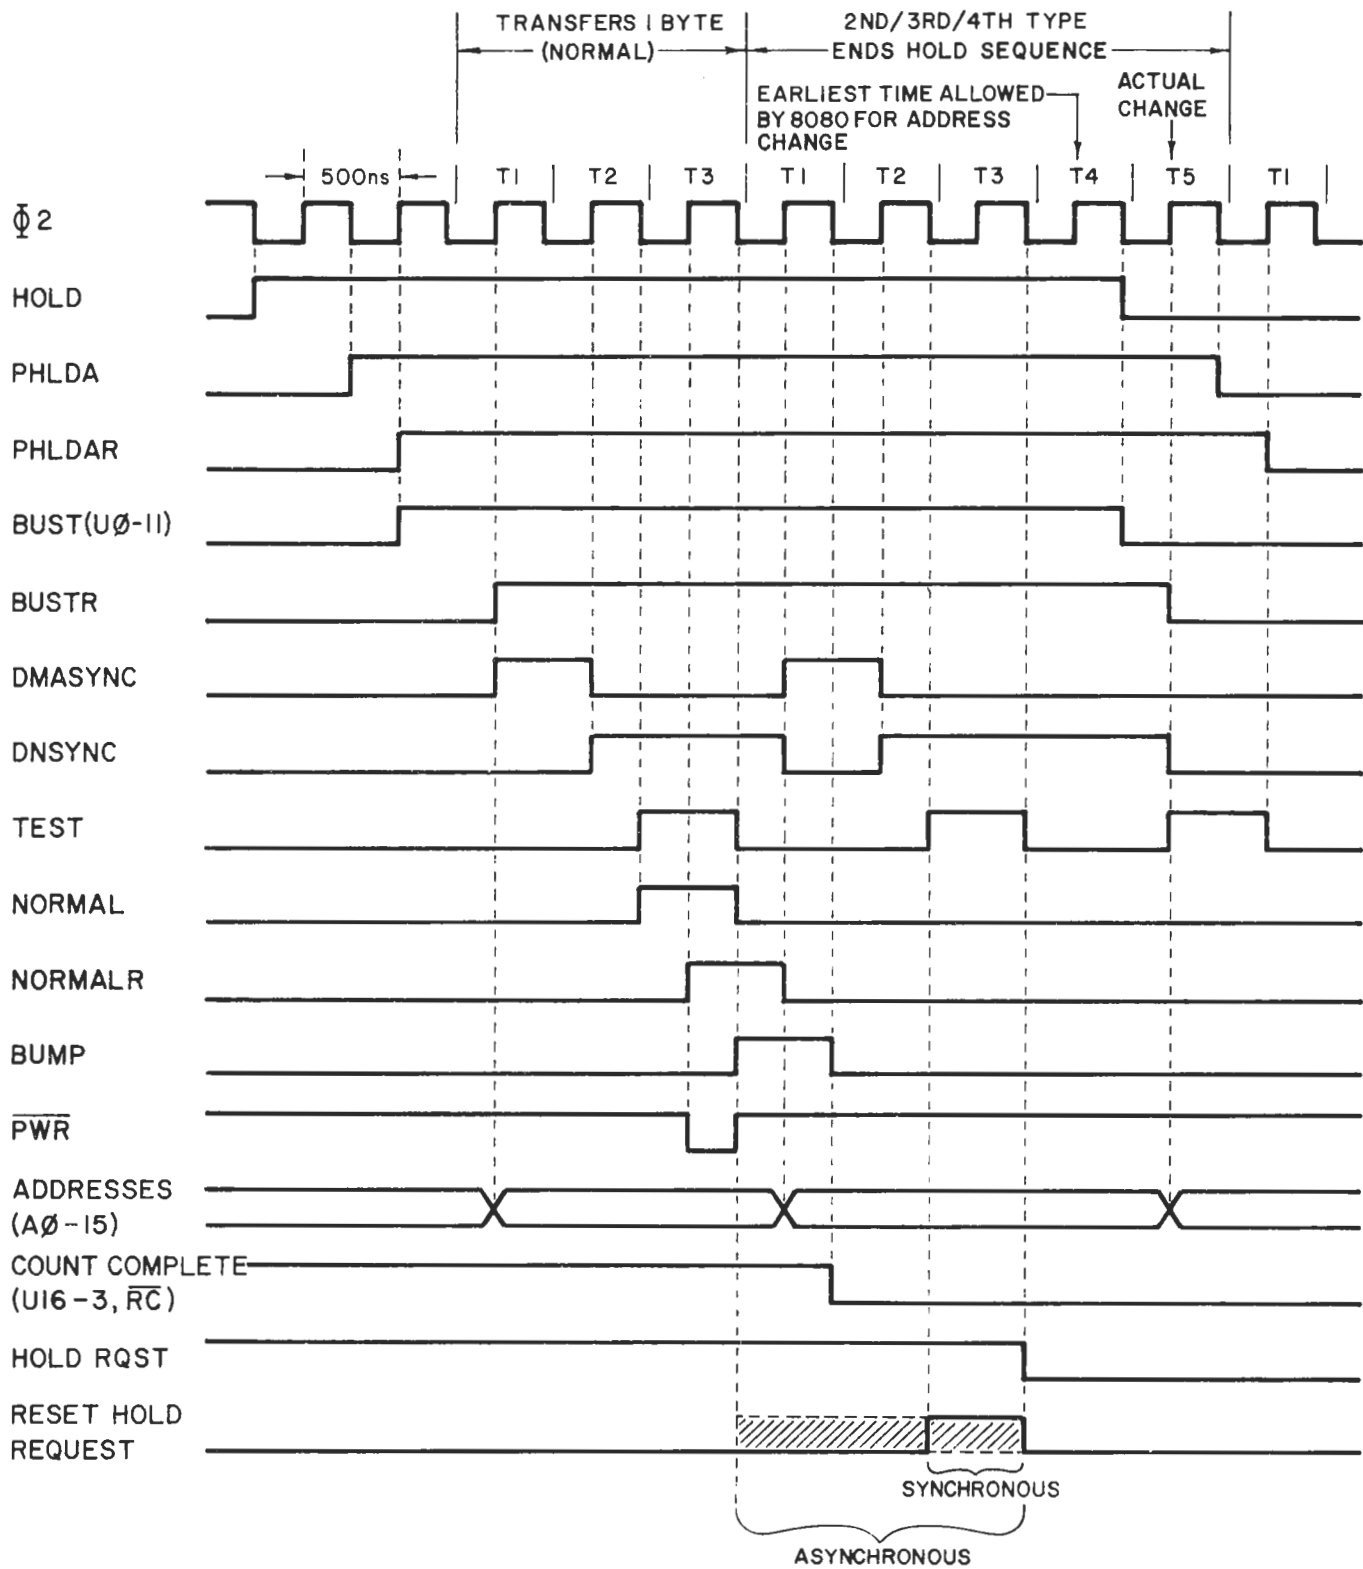 TRANSFERS 1 BYTE
(NORMAL)
2ND/3RD/4TH TYPE
ENDS HOLD SEQUENCE
EARLIEST TIME ALLOWED
BY 8080 FOR ADDRESS
CHANGE
ACTUAL
CHANGE
500ns T1 T2 T3 T1 T2 T3 T4 T5 T1
Φ2
HOLD
PHLDA
PHLDAR
BUST(UØ-11)
BUSTR
DMASYNC
DNSYNC
TEST
NORMAL
NORMALR
BUMP
P̅W̅R̅
ADDRESSES
(AØ-15)
COUNT COMPLETE
(U16-3, R̅C̅)
HOLD RQST
RESET HOLD
REQUEST
SYNCHRONOUS
ASYNCHRONOUS